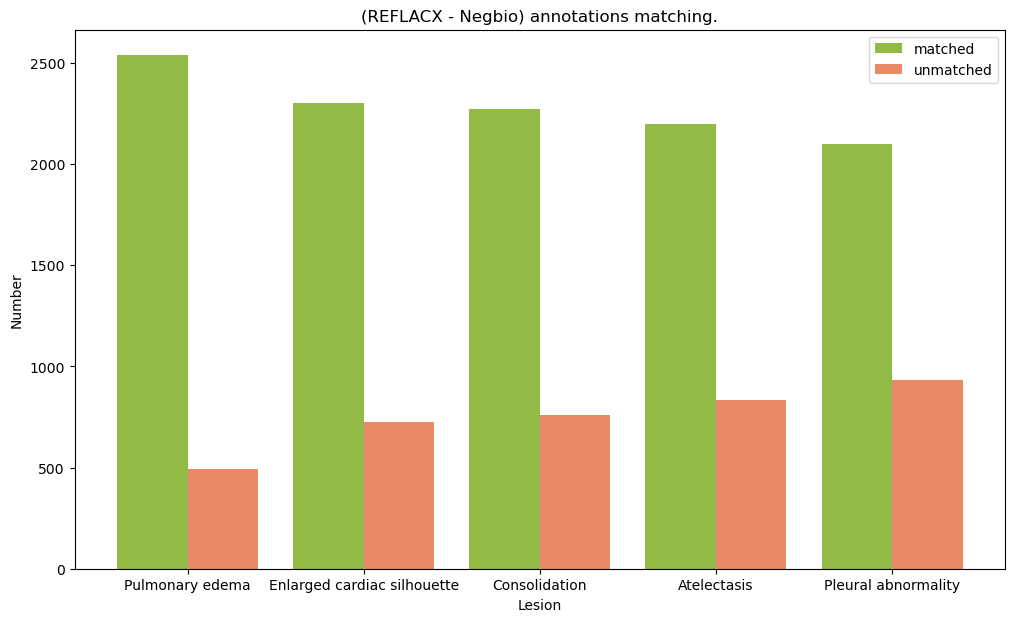 (REFLACX - Negbio) annotations matching.
matched
unmatched
2500
2000
1500
1000
500
0
Number
Pulmonary edema
Enlarged cardiac silhouette
Consolidation
Atelectasis
Pleural abnormality
Lesion